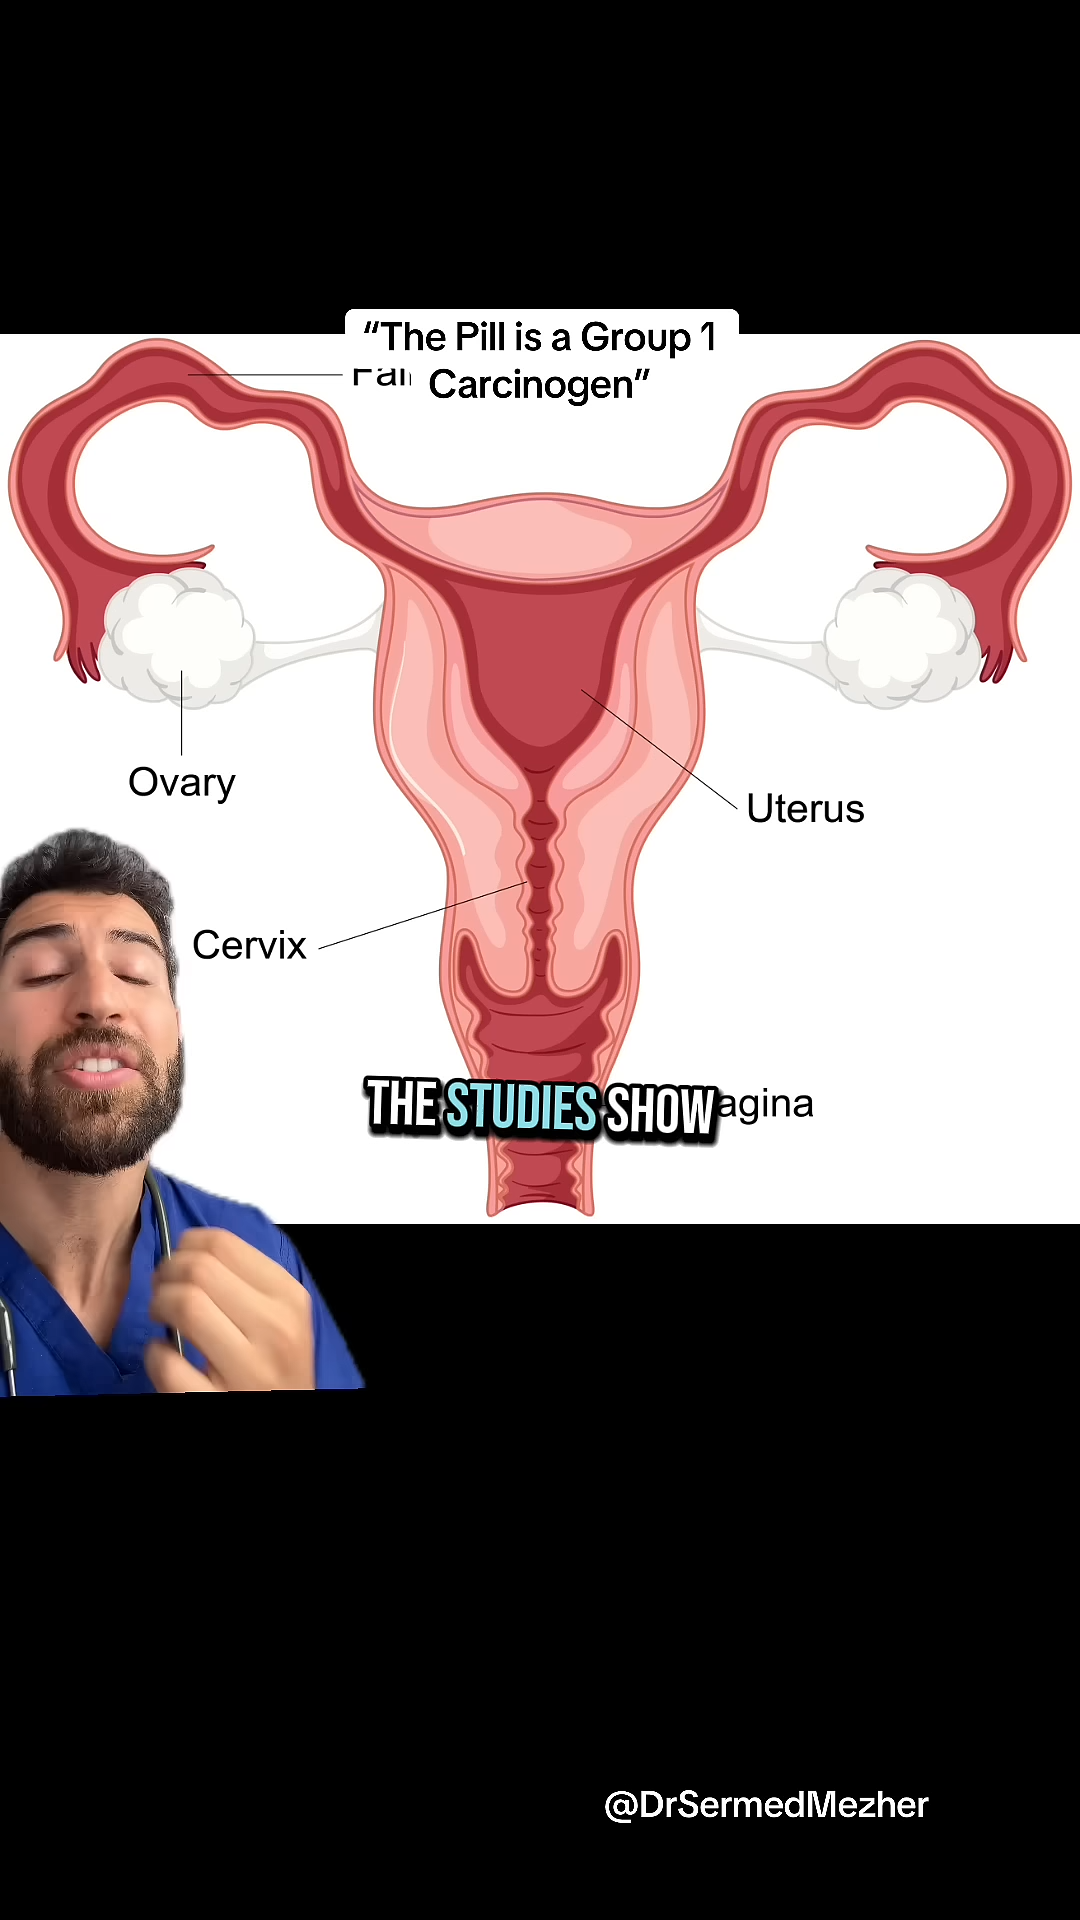 “The Pill is a Group 1
Carcinogen”
Ovary
Uterus
Cervix
THE STUDIES SHOW
@DrSermedMezher